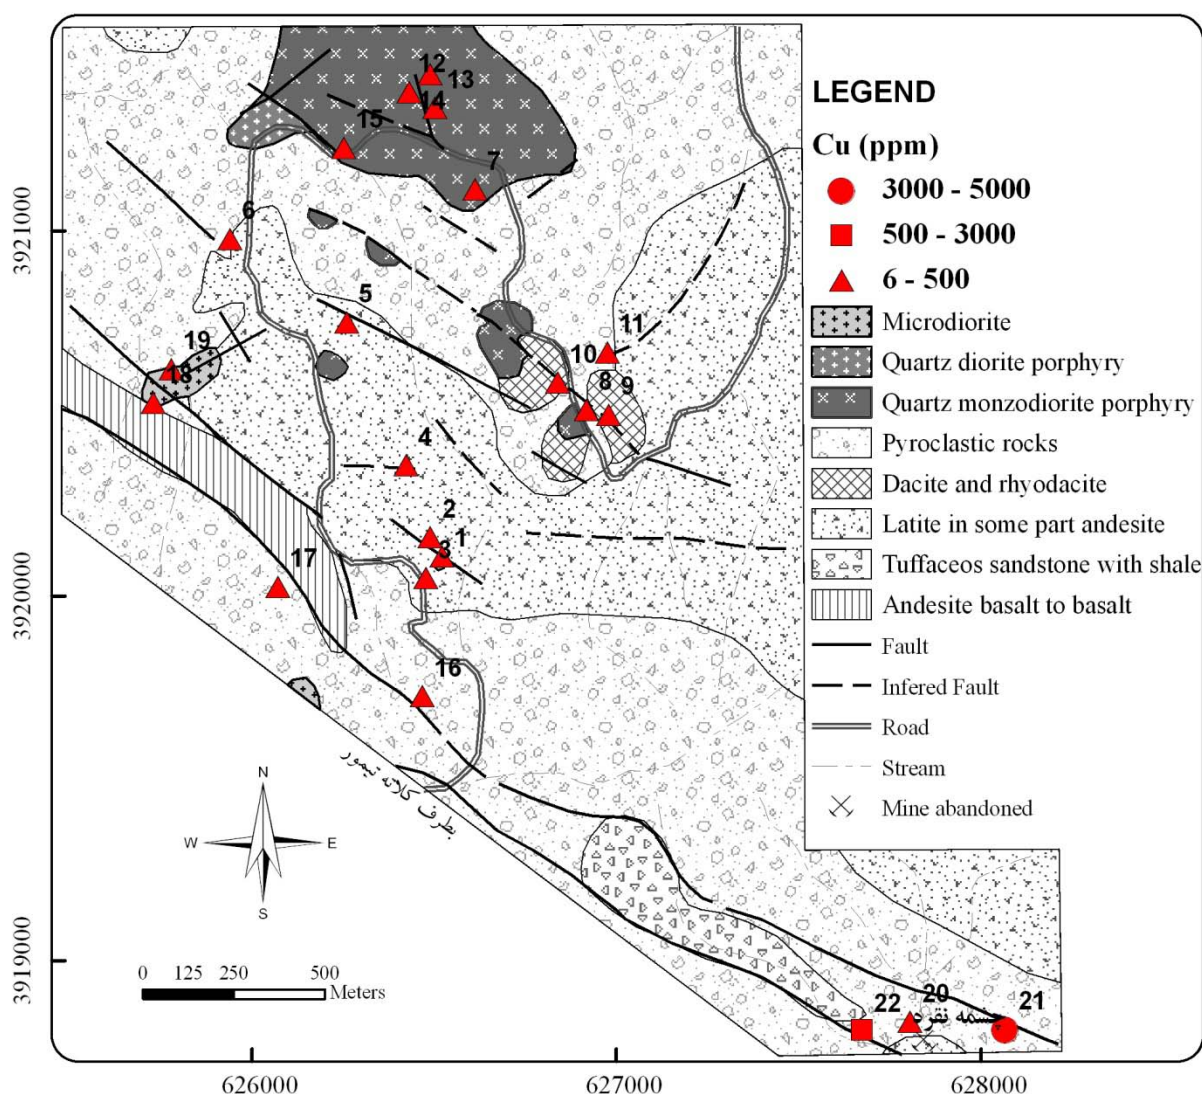 12
13
14
15
7
6
5
11
19
10
18
8
9
4
2
1
3
17
16
بطرف کلاته تیمور
22
20
21
چشمه نقره
N
W
E
S
0 125 250 500
Meters
3921000
3920000
3919000
626000
627000
628000
LEGEND
Cu (ppm)
3000 - 5000
500 - 3000
6 - 500
Microdiorite
Quartz diorite porphyry
Quartz monzodiorite porphyry
Pyroclastic rocks
Dacite and rhyodacite
Latite in some part andesite
Tuffaceos sandstone with shale
Andesite basalt to basalt
Fault
Infered Fault
Road
Stream
Mine abandoned